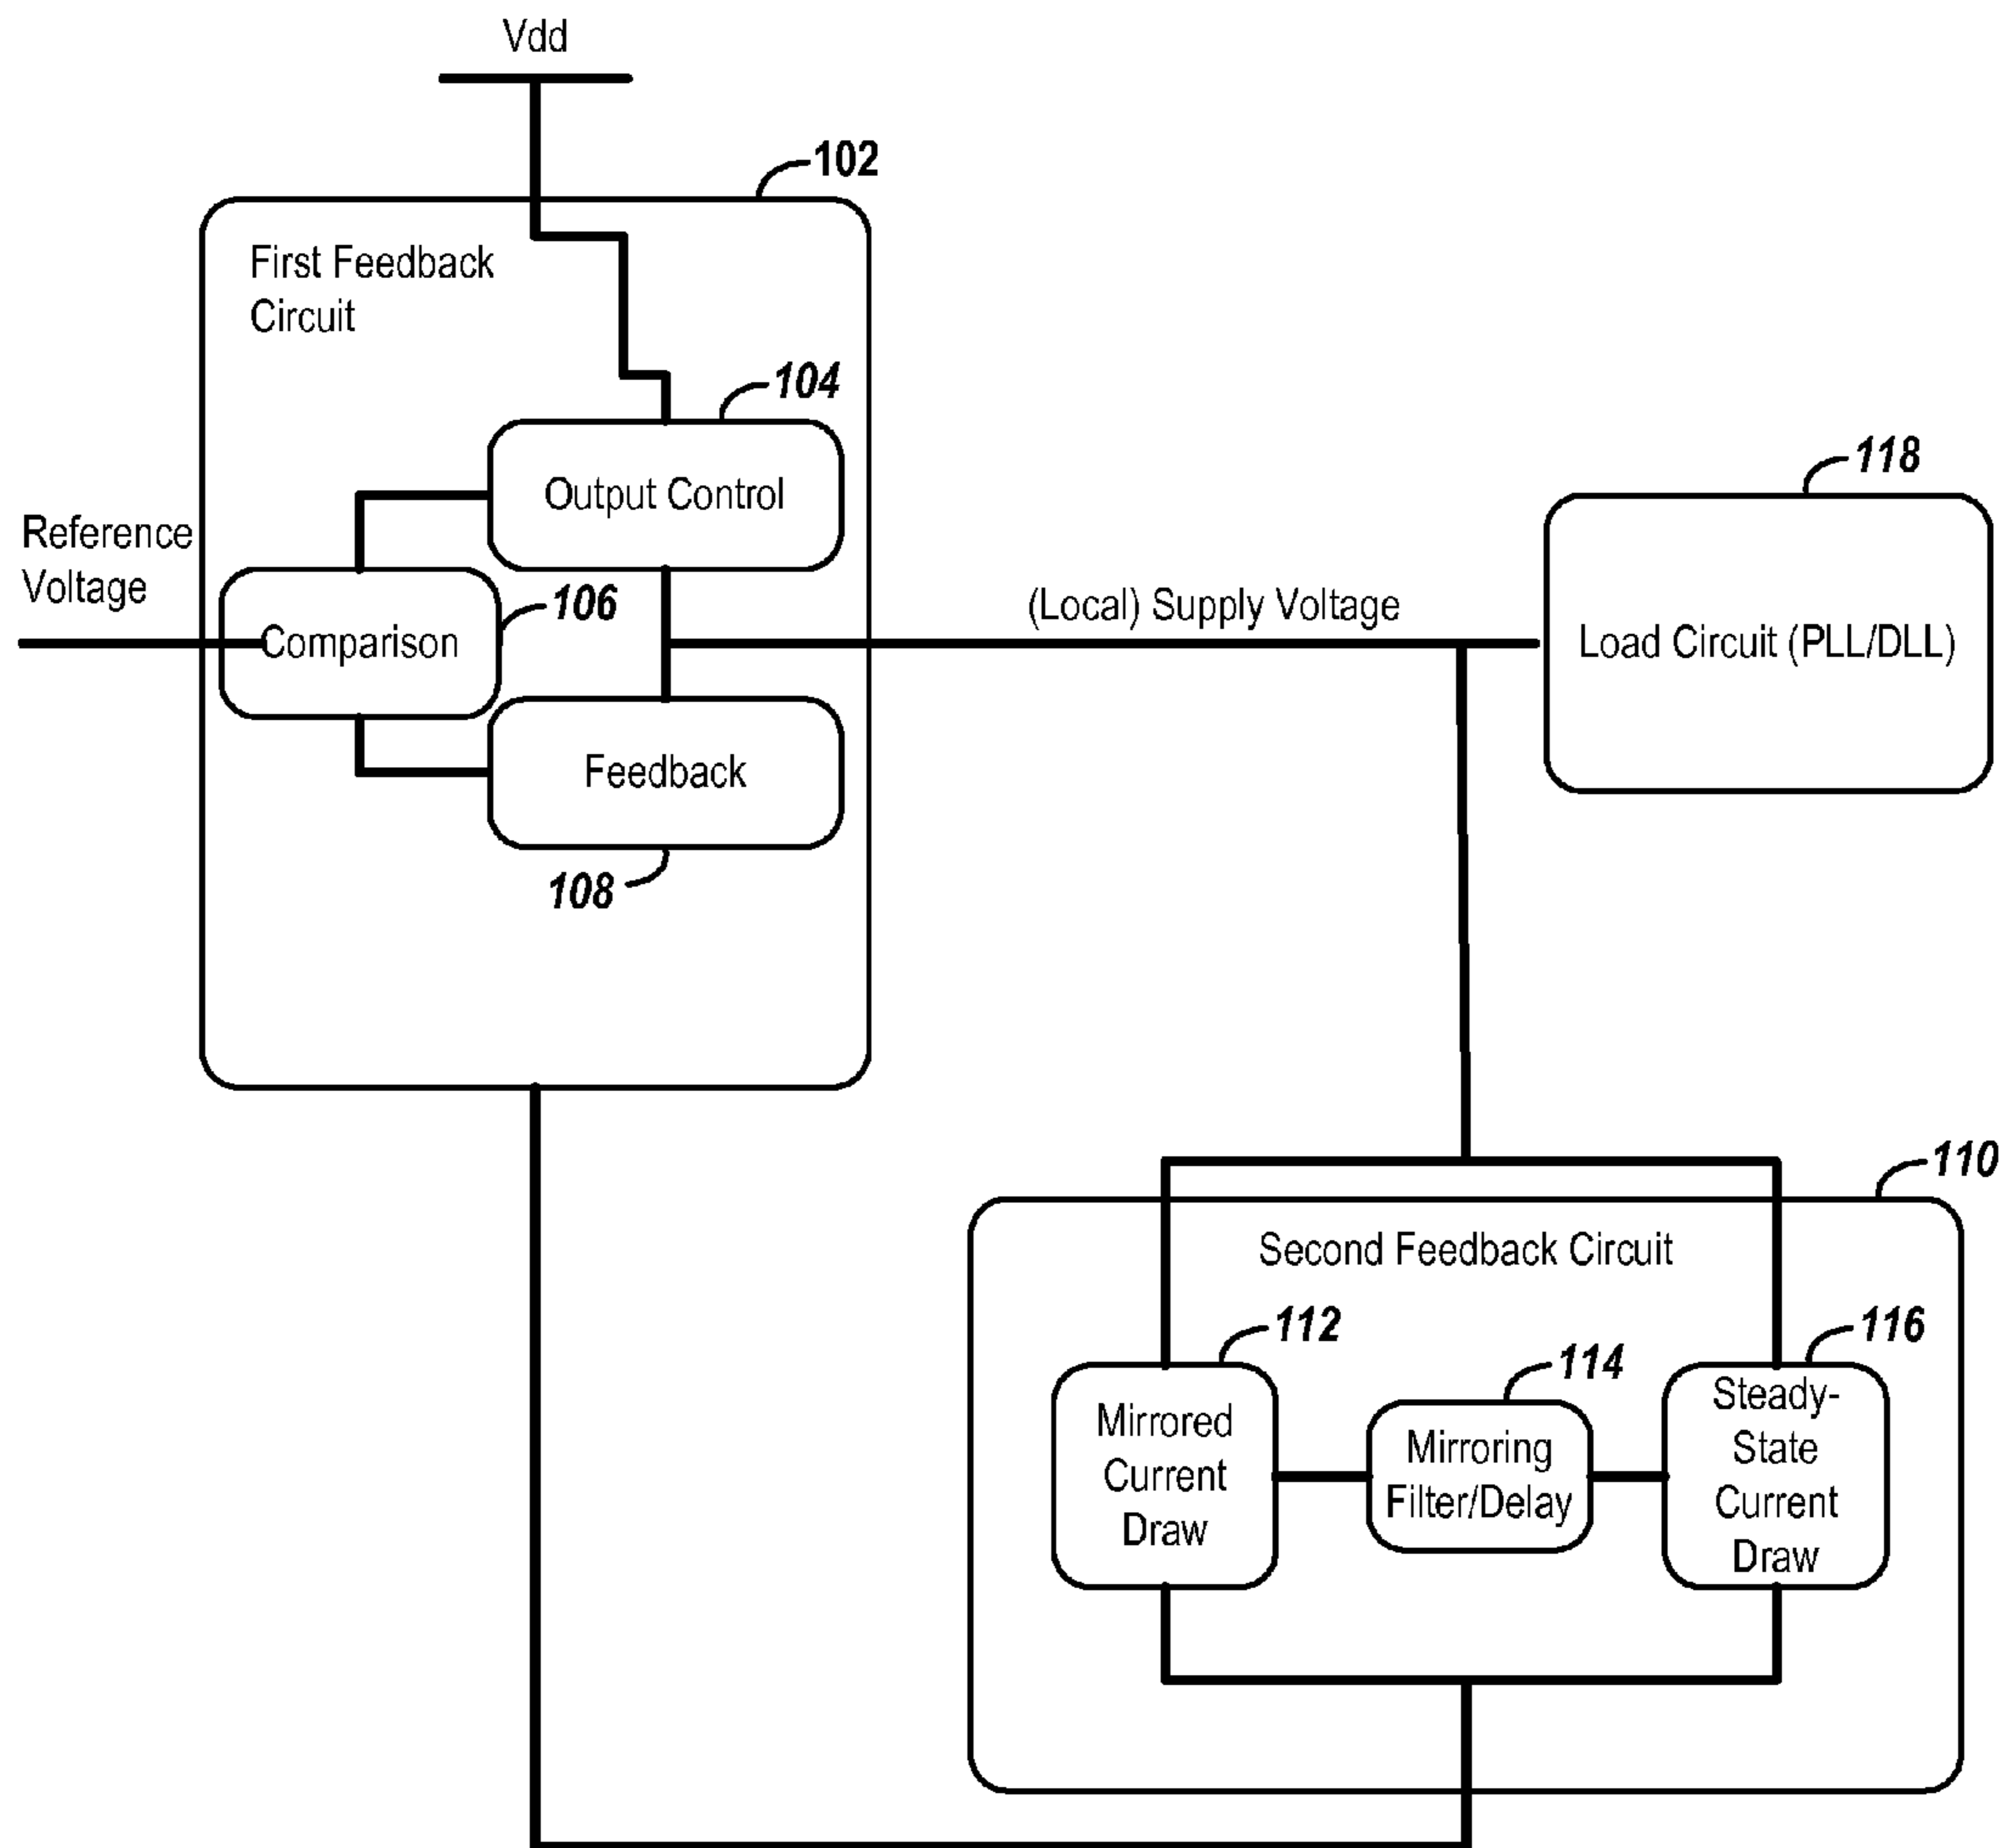 Vdd
102
First Feedback
Circuit
104
Output Control
118
Reference
Voltage
106
(Local) Supply Voltage
Comparison
Load Circuit (PLL/DLL)
Feedback
108
110
Second Feedback Circuit
112
116
114
Mirrored
Current
Draw
Mirroring
Filter/Delay
Steady-
State
Current
Draw